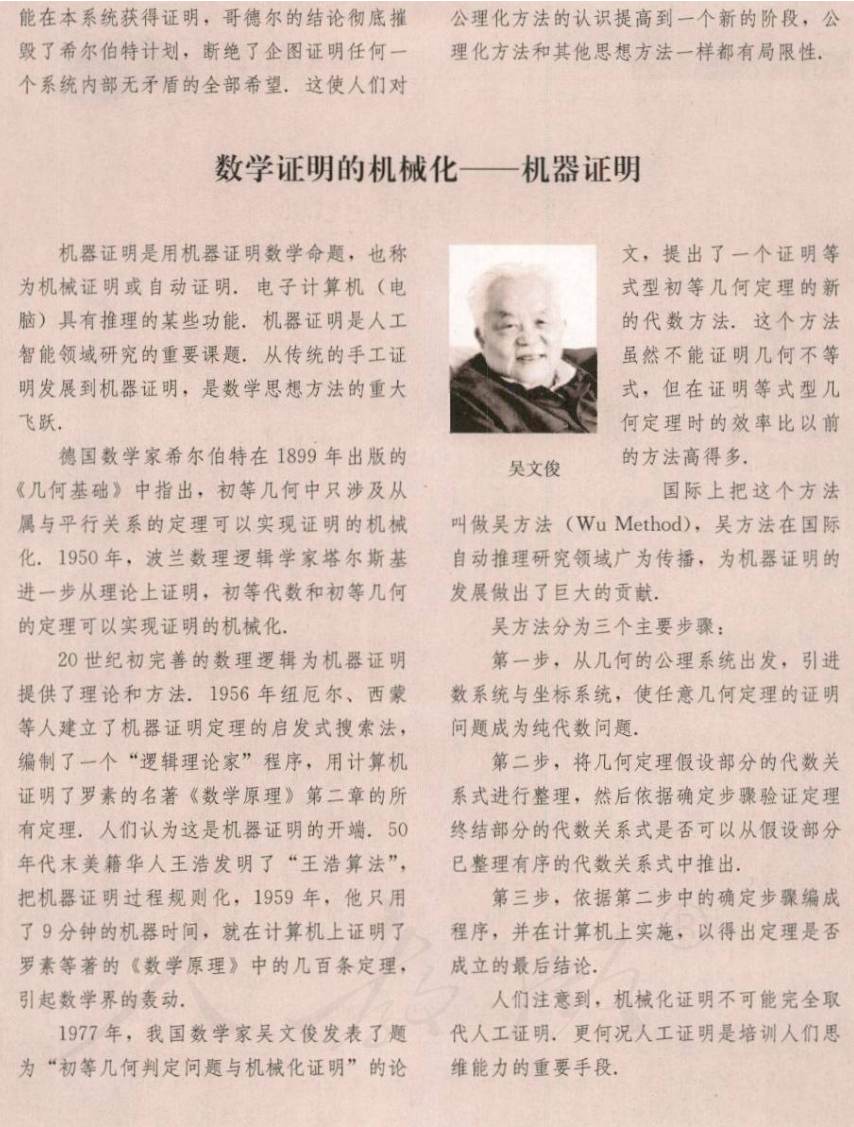 能在本系统获得证明，哥德尔的结论彻底摧
毁了希尔伯特计划，断绝了企图证明任何一
个系统内部无矛盾的全部希望．这使人们对
公理化方法的认识提高到一个新的阶段，公
理化方法和其他思想方法一样都有局限性．
数学证明的机械化——机器证明
机器证明是用机器证明数学命题，也称
为机械证明或自动证明．电子计算机（电
脑）具有推理的某些功能．机器证明是人工
智能领域研究的重要课题．从传统的手工证
明发展到机器证明，是数学思想方法的重大
飞跃．
德国数学家希尔伯特在 1899 年出版的
《几何基础》中指出，初等几何中只涉及从
属与平行关系的定理可以实现证明的机械
化．1950 年，波兰数理逻辑学家塔尔斯基
进一步从理论上证明，初等代数和初等几何
的定理可以实现证明的机械化．
20 世纪初完善的数理逻辑为机器证明
提供了理论和方法．1956 年纽厄尔、西蒙
等人建立了机器证明定理的启发式搜索法，
编制了一个“逻辑理论家”程序，用计算机
证明了罗素的名著《数学原理》第二章的所
有定理．人们认为这是机器证明的开端．50
年代末美籍华人王浩发明了“王浩算法”，
把机器证明过程规则化，1959 年，他只用
了 9 分钟的机器时间，就在计算机上证明了
罗素等著的《数学原理》中的几百条定理，
引起数学界的轰动．
1977 年，我国数学家吴文俊发表了题
为“初等几何判定问题与机械化证明”的论
吴文俊
文，提出了一个证明等
式型初等几何定理的新
的代数方法．这个方法
虽然不能证明几何不等
式，但在证明等式型几
何定理时的效率比以前
的方法高得多．
国际上把这个方法
叫做吴方法（Wu Method），吴方法在国际
自动推理研究领域广为传播，为机器证明的
发展做出了巨大的贡献．
吴方法分为三个主要步骤：
第一步，从几何的公理系统出发，引进
数系统与坐标系统，使任意几何定理的证明
问题成为纯代数问题．
第二步，将几何定理假设部分的代数关
系式进行整理，然后依据确定步骤验证定理
终结部分的代数关系式是否可以从假设部分
已整理有序的代数关系式中推出．
第三步，依据第二步中的确定步骤编成
程序，并在计算机上实施，以得出定理是否
成立的最后结论．
人们注意到，机械化证明不可能完全取
代人工证明．更何况人工证明是培训人们思
维能力的重要手段．